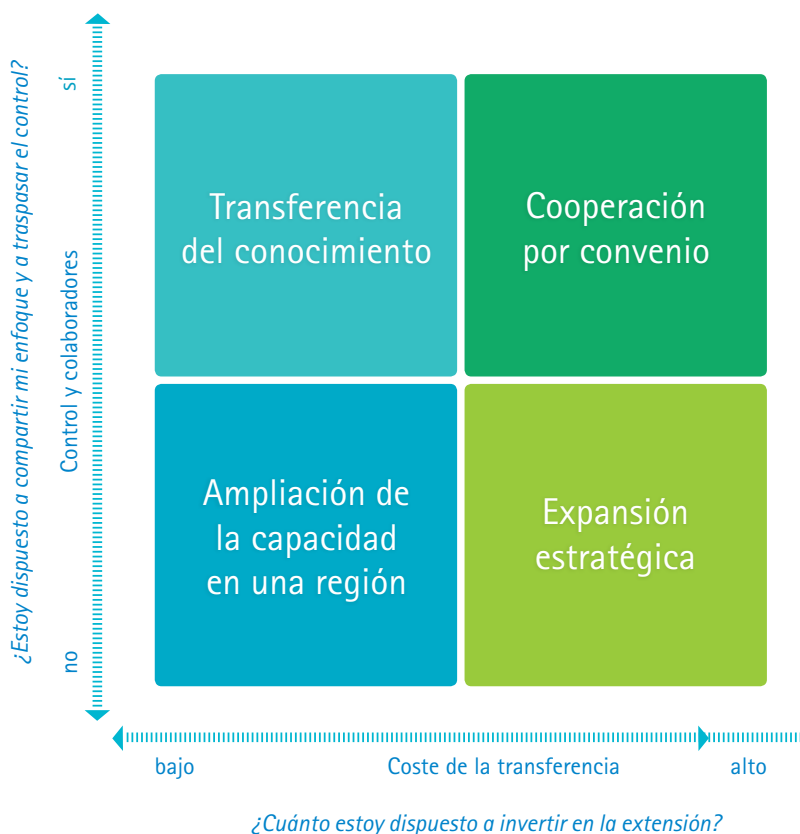 ¿Estoy dispuesto a compartir mi enfoque y a traspasar el control?
Control y colaboradores
sí
no
Transferencia
del conocimiento
Cooperación
por convenio
Ampliación de
la capacidad
en una región
Expansión
estratégica
bajo
Coste de la transferencia
alto
¿Cuánto estoy dispuesto a invertir en la extensión?